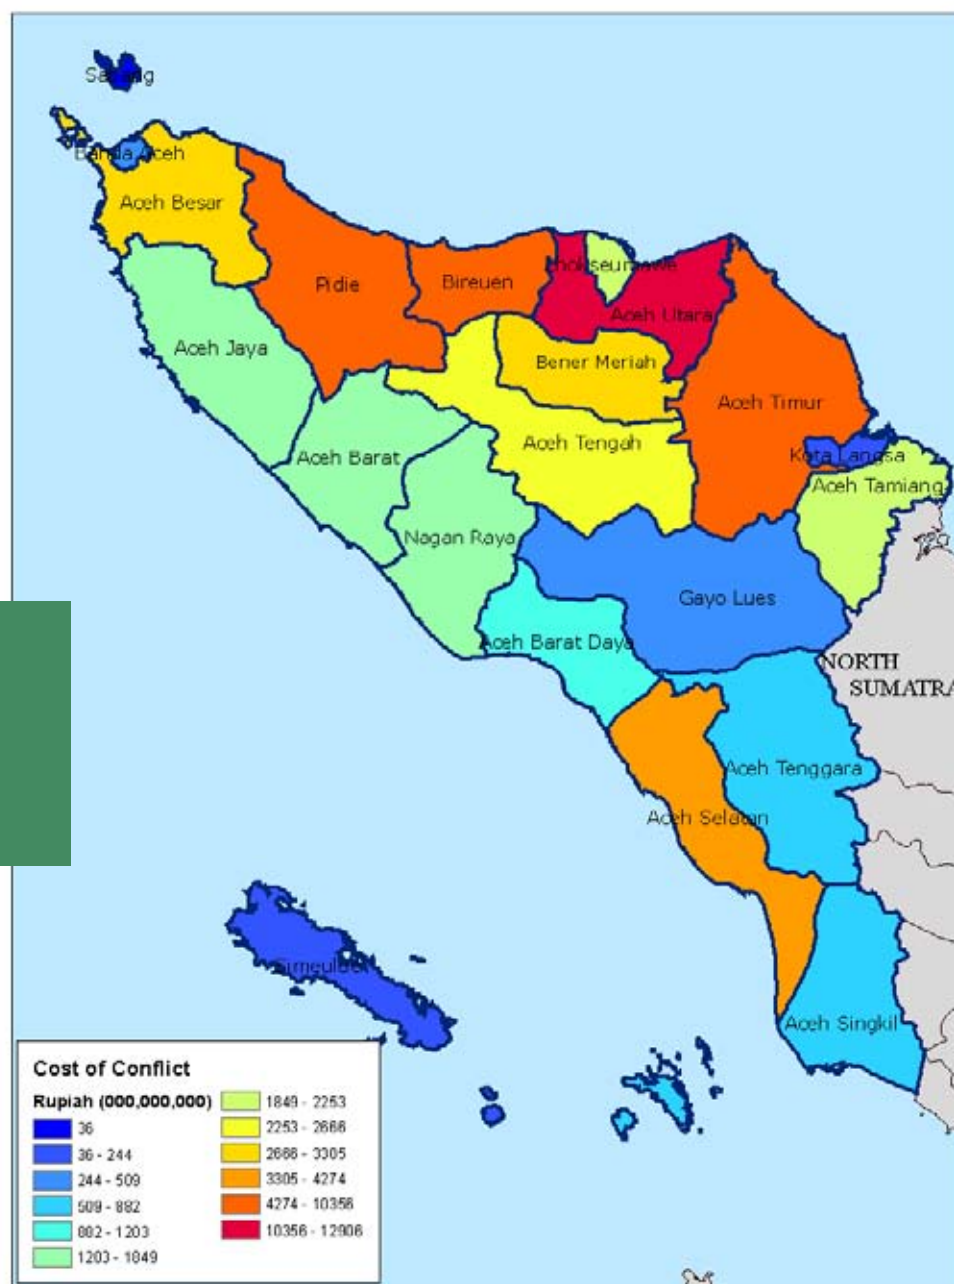 Sabang
Banda Aceh
Aceh Besar
Pidie
Bireuen
Lhokseumawe
Aceh Utara
Aceh Jaya
Bener Meriah
Aceh Timur
Aceh Tengah
Kota Langsa
Aceh Barat
Aceh Tamiang
Nagan Raya
Gayo Lues
Aceh Barat Daya
NORTH
SUMATRA
Aceh Tenggara
Aceh Selatan
Simeulue
Aceh Singkil
Cost of Conflict
Rupiah (000,000,000)
36
36 - 244
244 - 509
509 - 882
882 - 1203
1203 - 1849
1849 - 2253
2253 - 2666
2666 - 3305
3305 - 4274
4274 - 10356
10356 - 12906